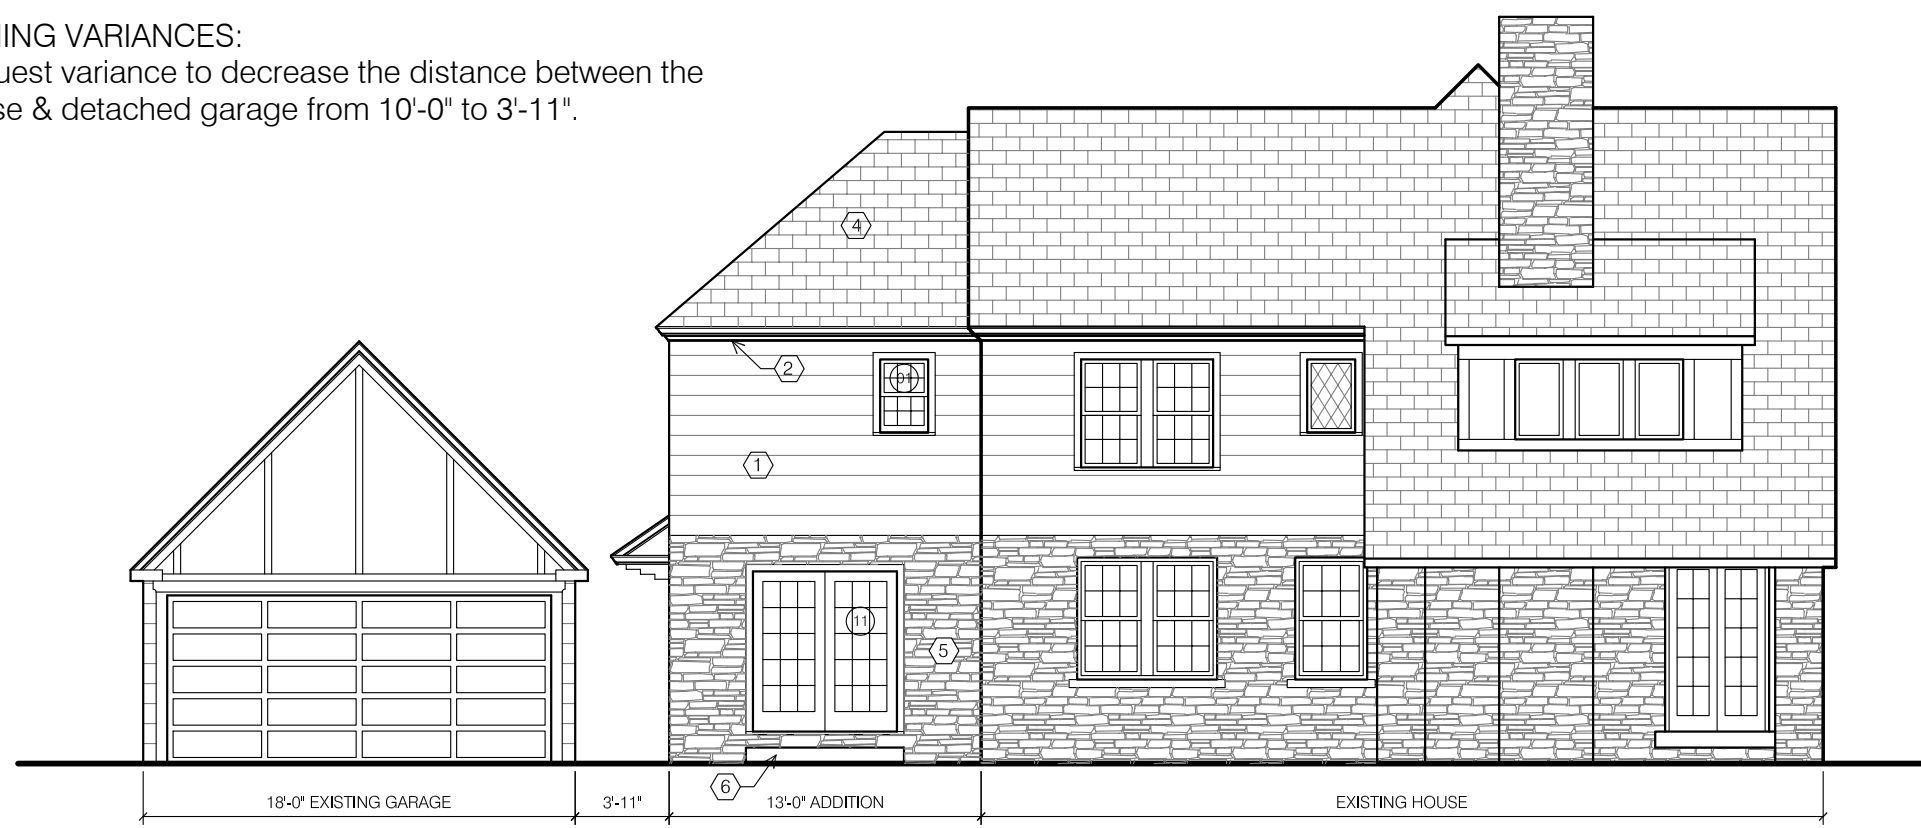 ING VARIANCES:
uest variance to decrease the distance between the
se & detached garage from 10'-0" to 3'-11".
4
2
01
1
11
5
6
18'-0" EXISTING GARAGE
3'-11"
13'-0" ADDITION
EXISTING HOUSE